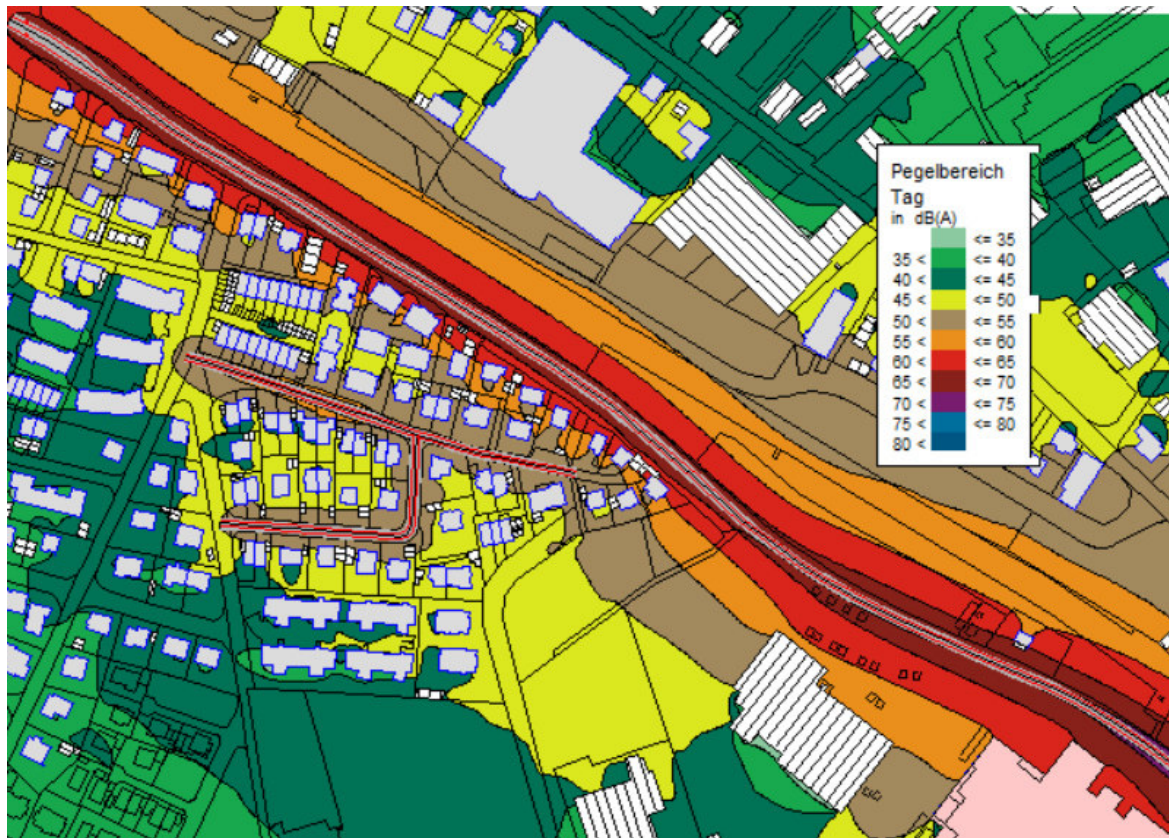 Pegelbereich
Tag
in dB(A)
<= 35
35 < <= 40
40 < <= 45
45 < <= 50
50 < <= 55
55 < <= 60
60 < <= 65
65 < <= 70
70 < <= 75
75 < <= 80
80 <